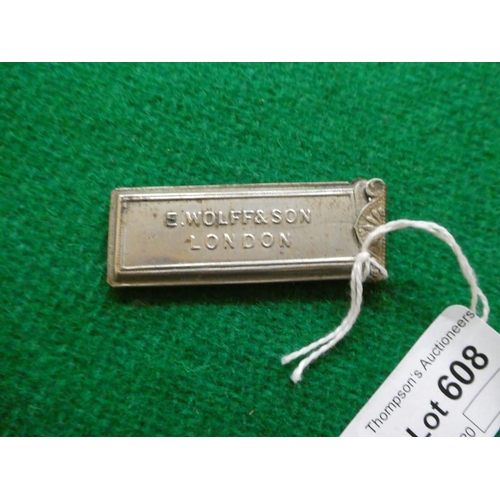 E.WOLFF & SON
LONDON
Thompson's Auctioneers
Lot 608